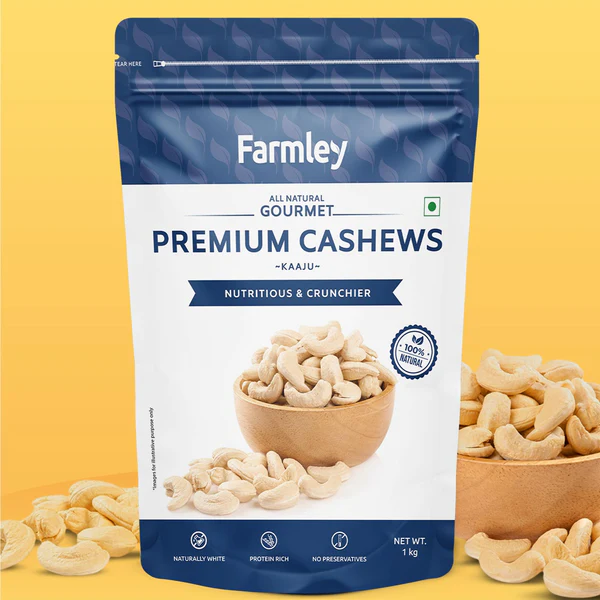 TEAR HERE
Farmley
ALL NATURAL
GOURMET
PREMIUM CASHEWS
~KAAJU~
NUTRITIOUS & CRUNCHIER
100%
NATURAL
*Images for illustrative purpose only
NATURALLY WHITE
PROTEIN RICH
NO PRESERVATIVES
NET WT.
1 kg